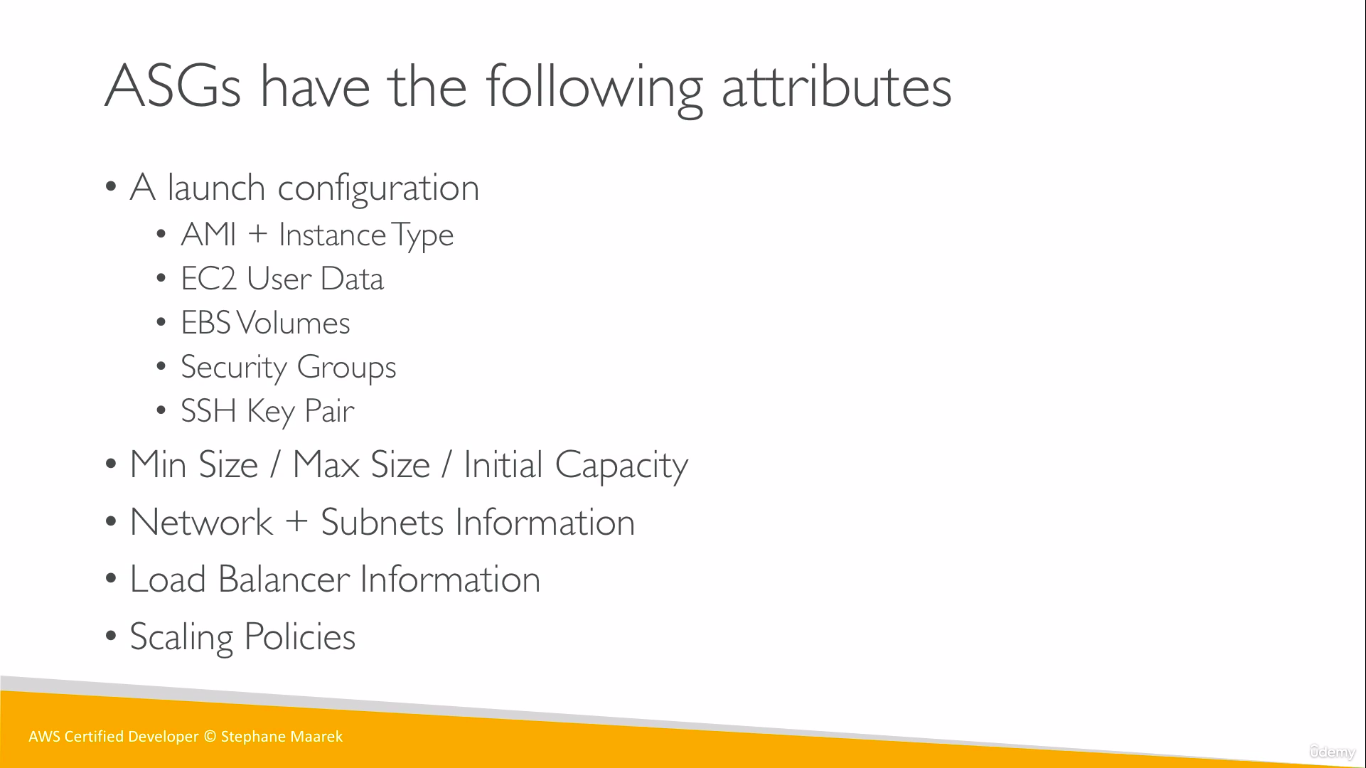 ASGs have the following attributes
• A launch configuration
• AMI + Instance Type
• EC2 User Data
• EBS Volumes
• Security Groups
• SSH Key Pair
• Min Size / Max Size / Initial Capacity
• Network + Subnets Information
• Load Balancer Information
• Scaling Policies
AWS Certified Developer © Stephane Maarek
ûdemy